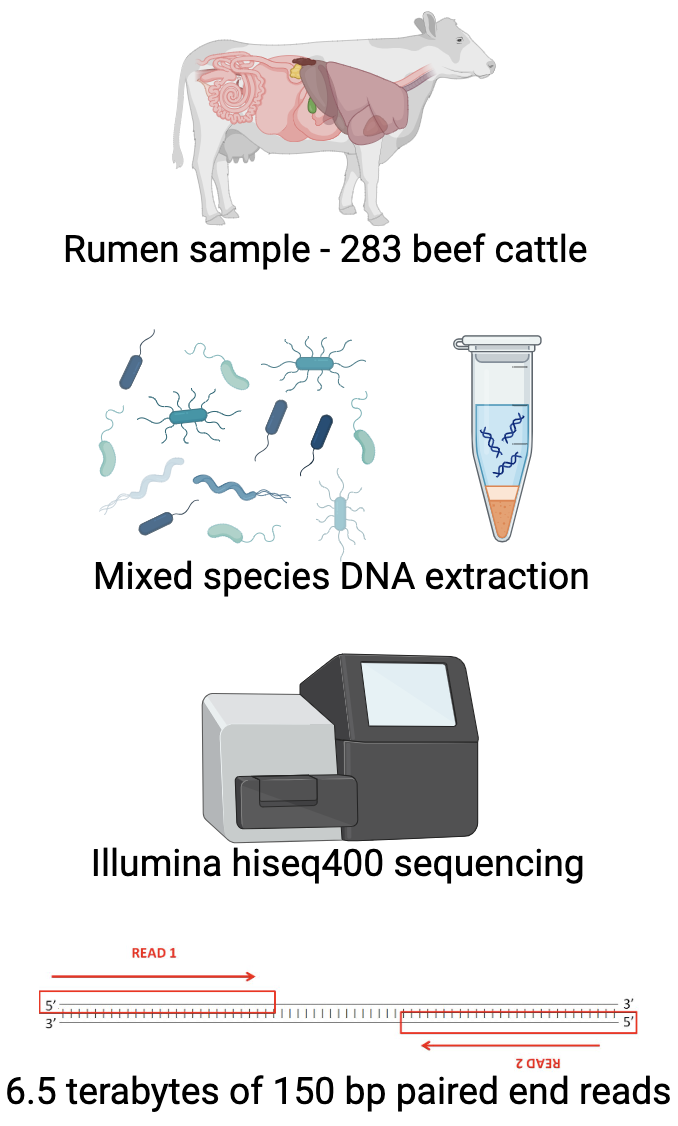 Rumen sample - 283 beef cattle
Mixed species DNA extraction
Illumina hiseq400 sequencing
READ 1
5’ 3’
3’ 5’
READ 2
6.5 terabytes of 150 bp paired end reads